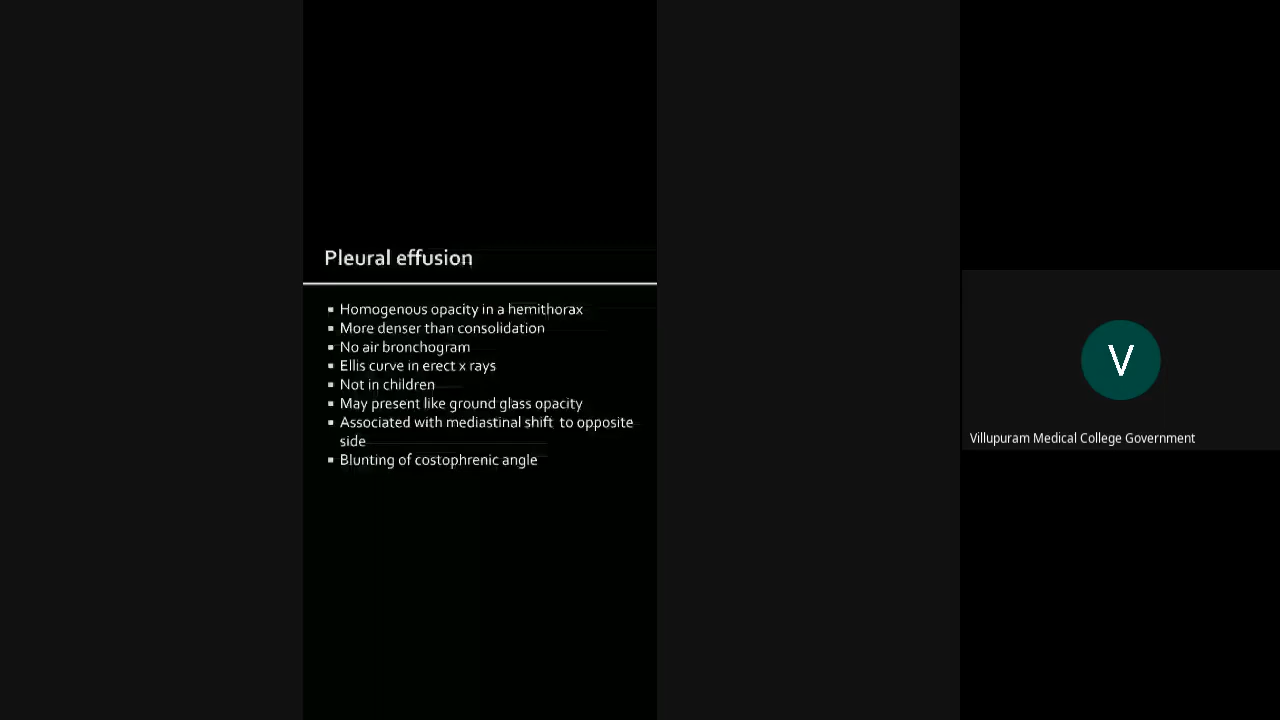 Pleural effusion
▪ Homogenous opacity in a hemithorax
▪ More denser than consolidation
▪ No air bronchogram
▪ Ellis curve in erect x rays
▪ Not in children
▪ May present like ground glass opacity
▪ Associated with mediastinal shift to opposite
side
▪ Blunting of costophrenic angle
V
Villupuram Medical College Government